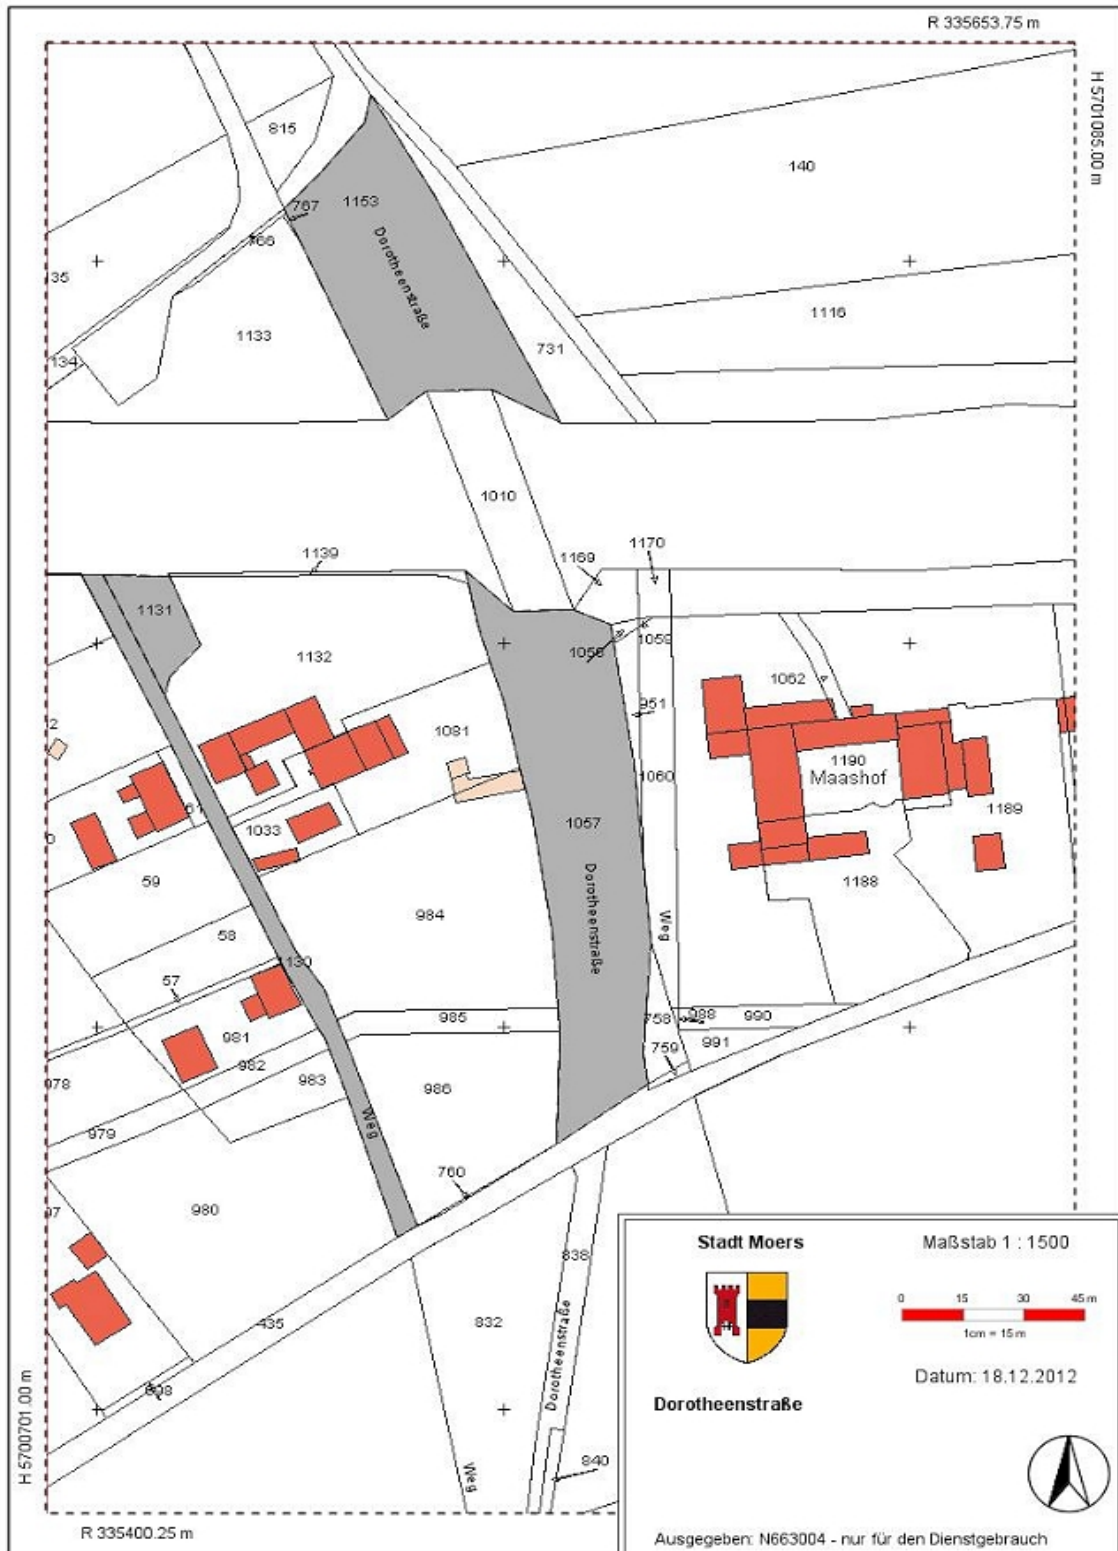 R 335653.75 m
H 5701085.00 m
815
140
767
1153
766
Dorotheenstraße
35
1133
1116
134
731
1010
1139
1169
1170
1131
1132
1059
1062
951
1081
1190
Maashof
1060
61
1057
1189
1033
59
1188
984
Dorotheenstraße
58
Weg
57
1130
985
758
988
990
981
759
991
982
978
983
986
979
Weg
760
980
97
838
435
832
Dorotheenstraße
H 5700701.00 m
840
Weg
R 335400.25 m
Stadt Moers
Maßstab 1 : 1500
0 15 30 45 m
1cm = 15 m
Datum: 18.12.2012
Dorotheenstraße
Ausgegeben: N663004 - nur für den Dienstgebrauch